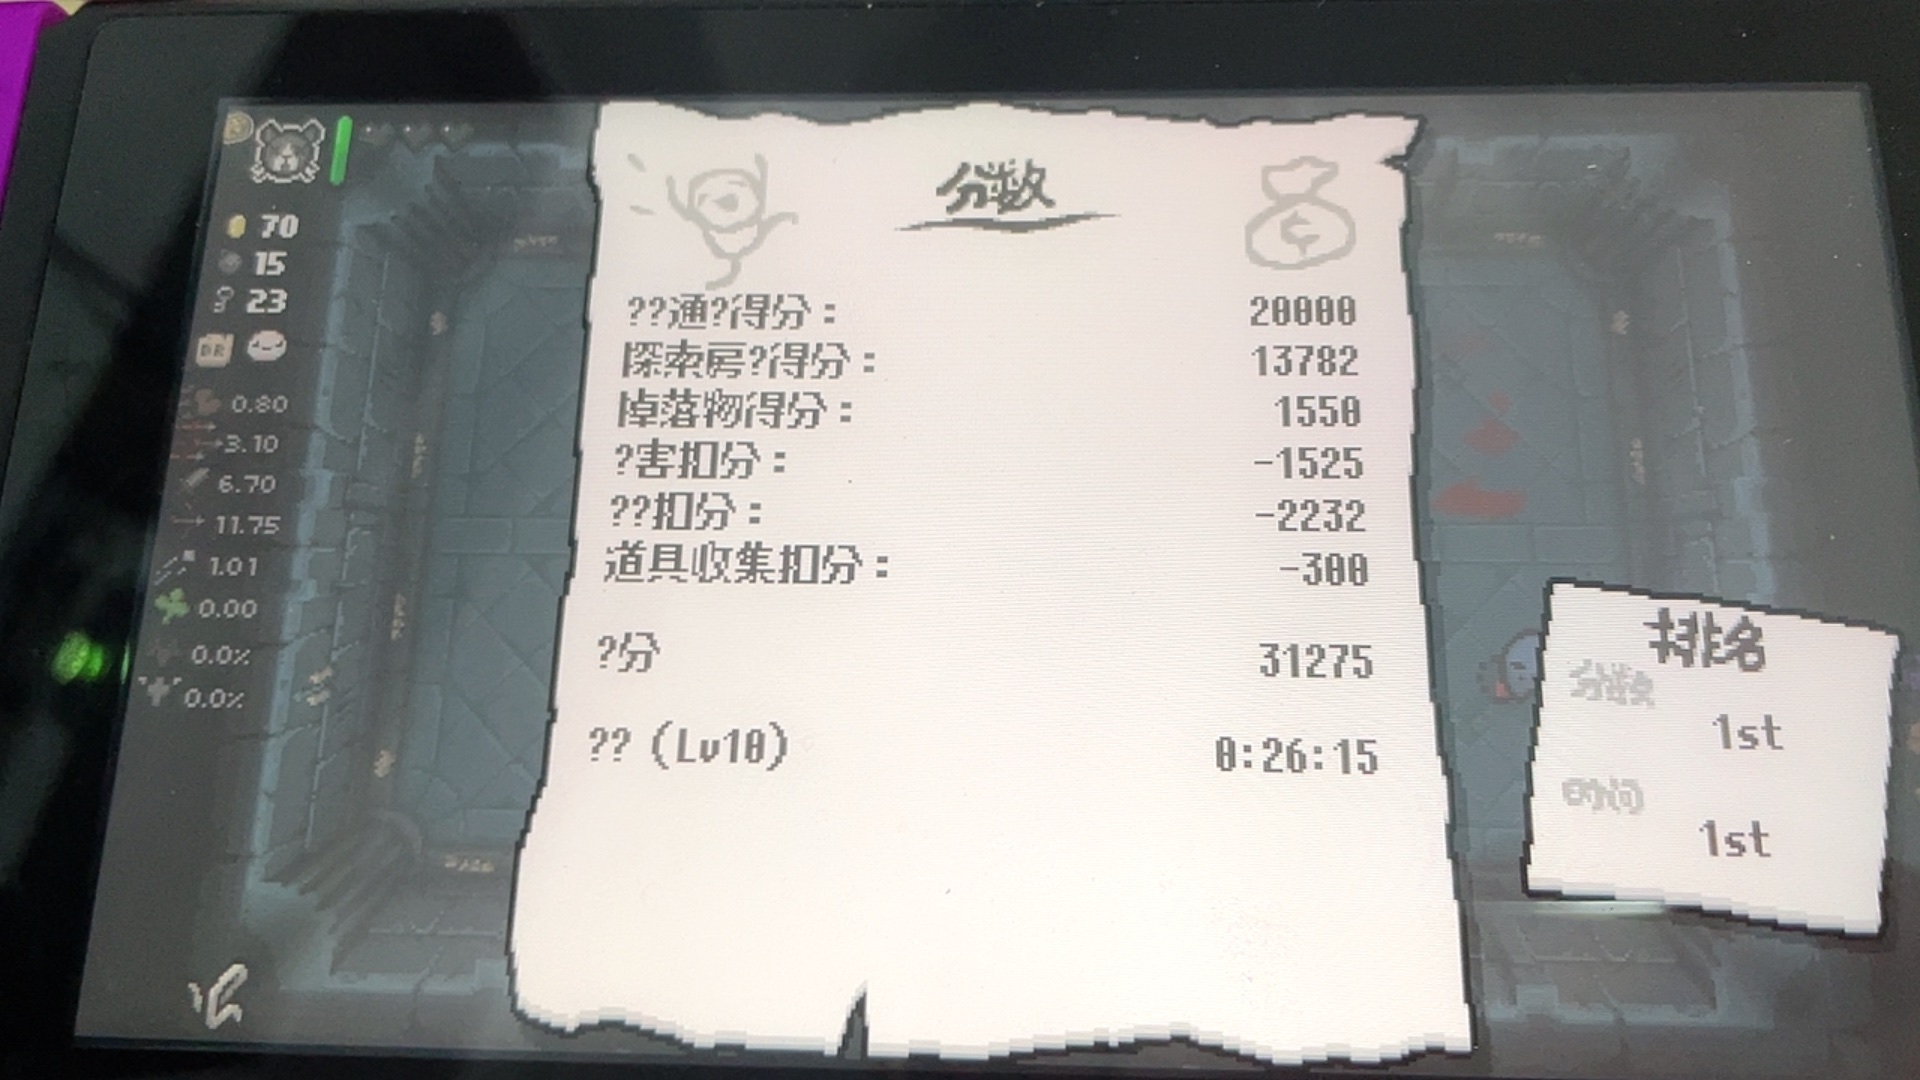 70
15
23
0.80
3.10
6.70
11.75
1.01
0.00
0.0%
0.0%
分数
??通?得分： 20000
探索房?得分： 13782
掉落物得分： 1550
?害扣分： -1525
??扣分： -2232
道具收集扣分： -300
?分 31275
?? (Lv10) 0:26:15
排名
分数
1st
时间
1st